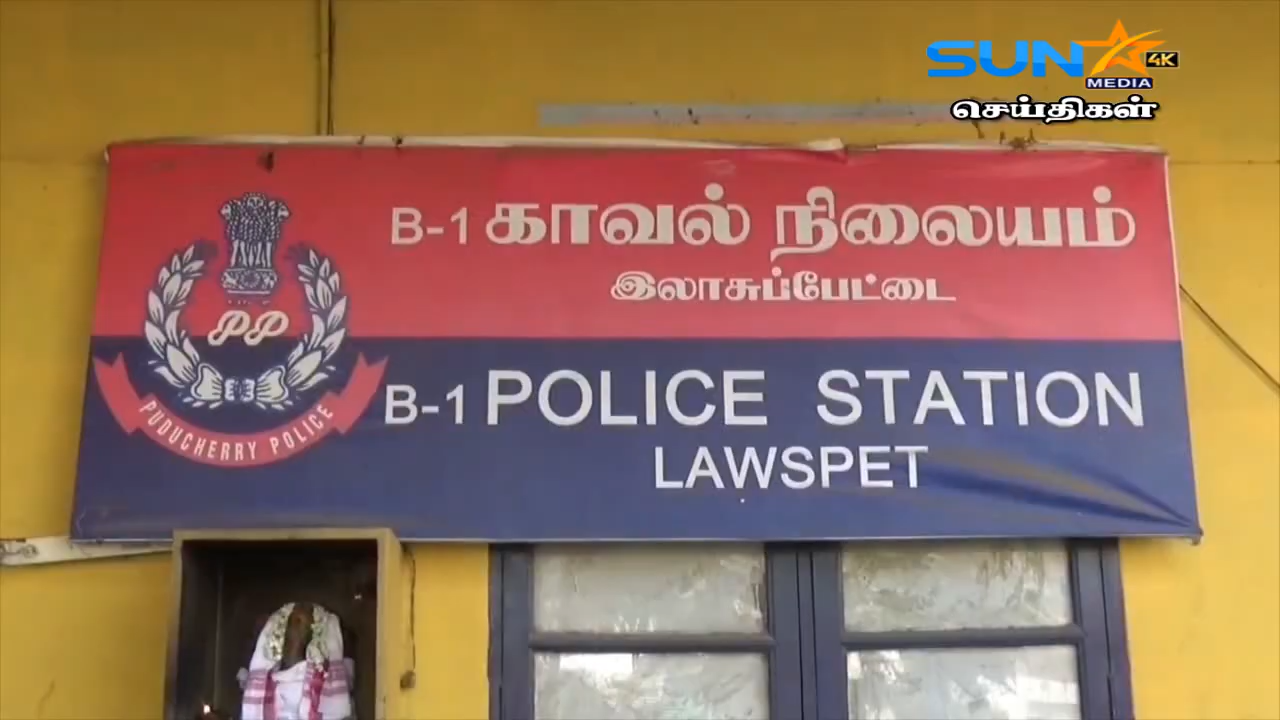 SUN 4K
MEDIA
செய்திகள்
B-1 காவல் நிலையம்
இலாசுப்பேட்டை
PP
PUDUCHERRY POLICE
B-1 POLICE STATION
LAWSPET